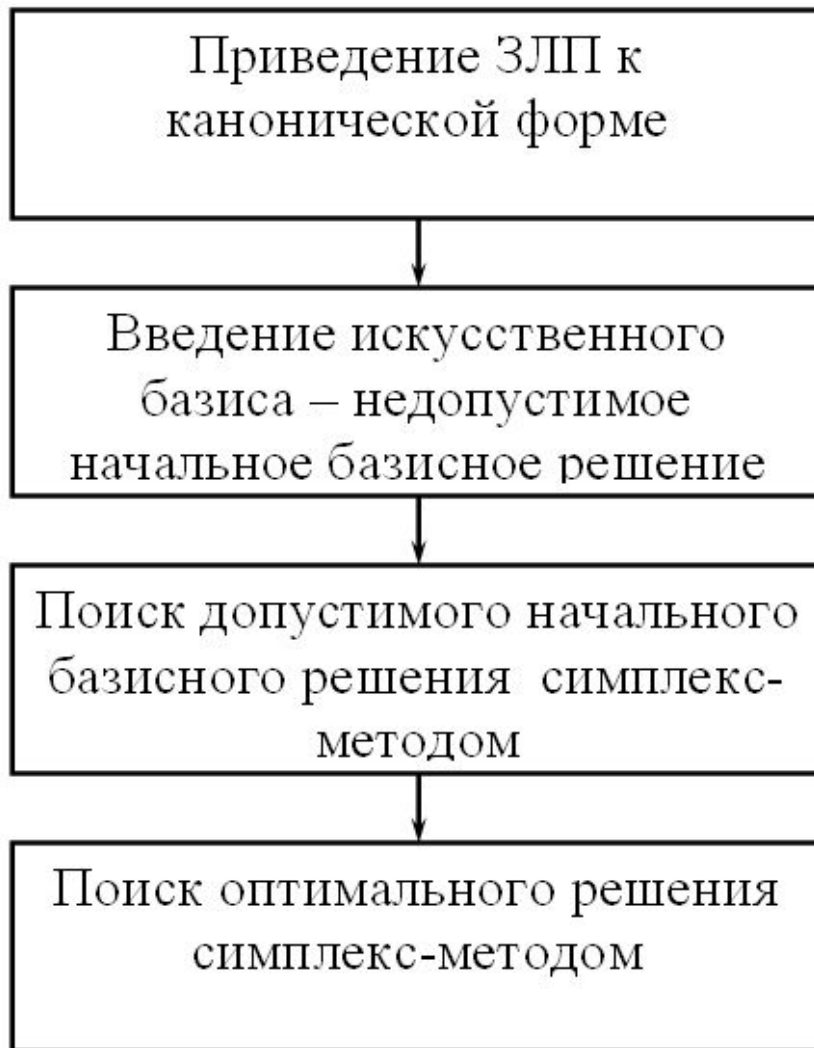 Приведение ЗЛП к
канонической форме
Введение искусственного
базиса – недопустимое
начальное базисное решение
Поиск допустимого начального
базисного решения симплекс-
методом
Поиск оптимального решения
симплекс-методом